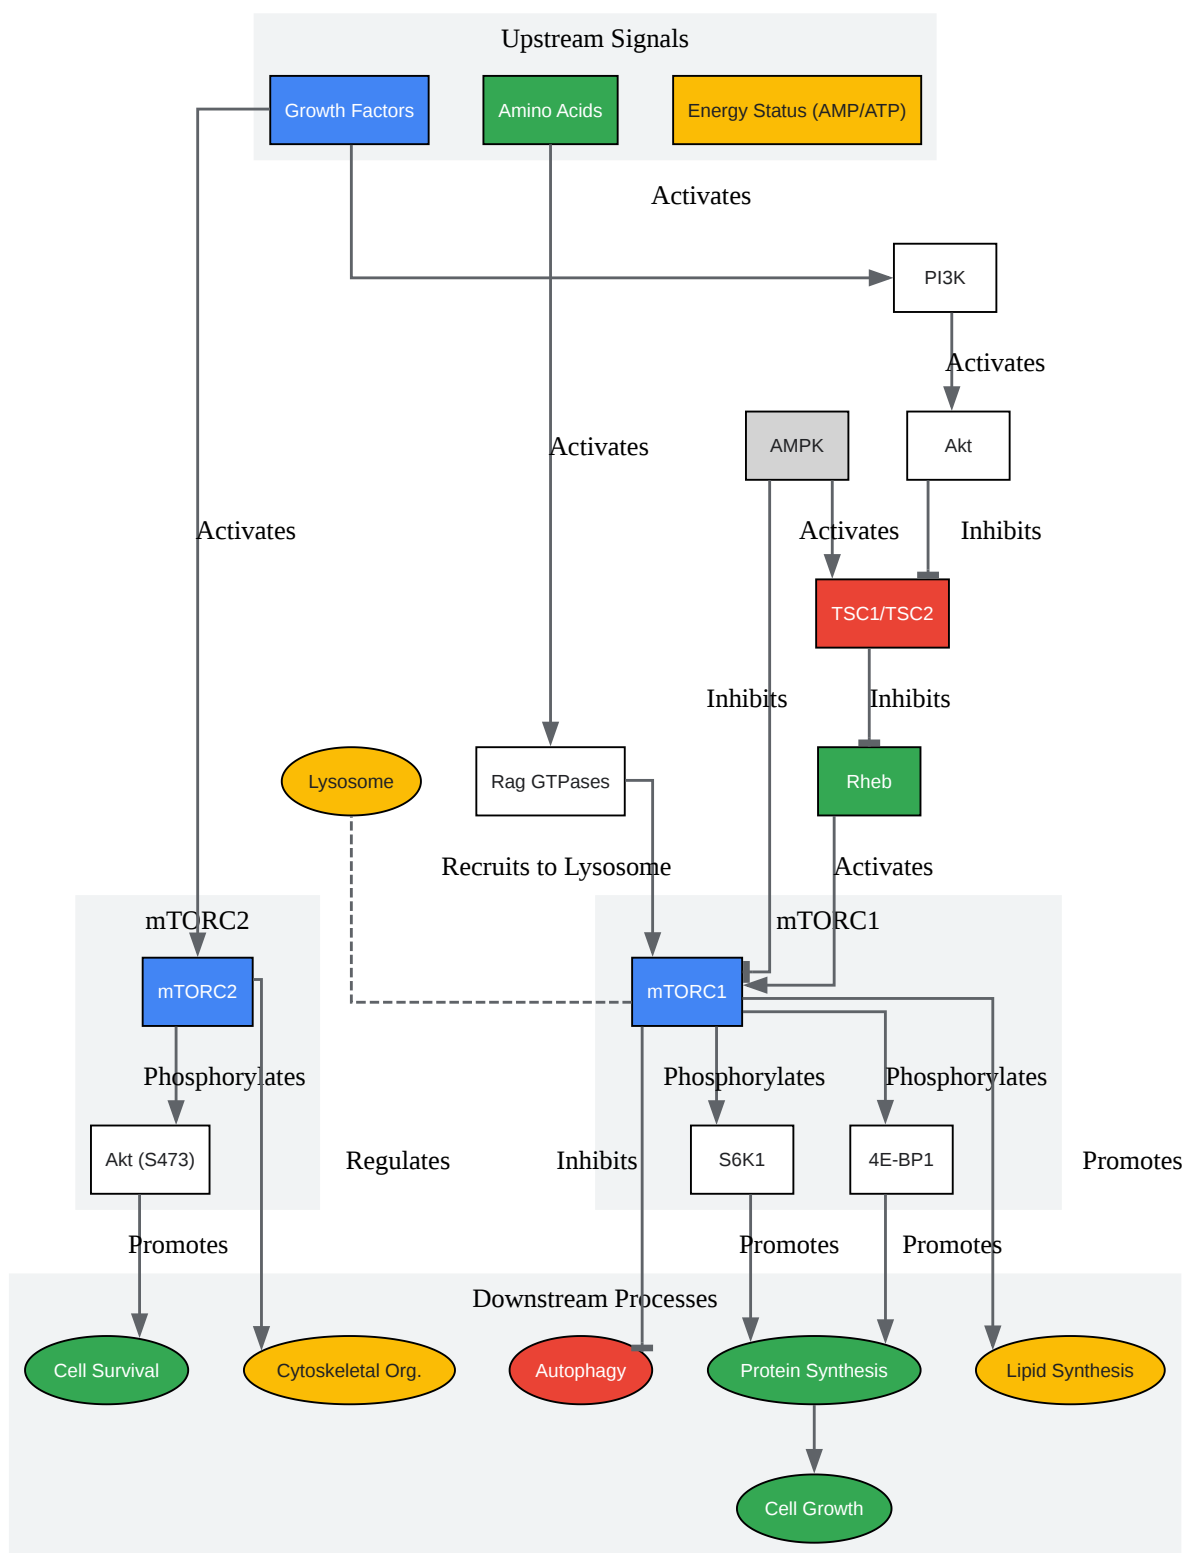 Upstream Signals
Growth Factors
Amino Acids
Energy Status (AMP/ATP)
Activates
PI3K
Activates
AMPK
Akt
Activates
Activates
Activates
Inhibits
TSC1/TSC2
Inhibits
Inhibits
Lysosome
Rag GTPases
Rheb
Recruits to Lysosome
Activates
mTORC2
mTORC1
mTORC2
mTORC1
Phosphorylates
Phosphorylates
Phosphorylates
Akt (S473)
Regulates
Inhibits
S6K1
4E-BP1
Promotes
Promotes
Promotes
Promotes
Downstream Processes
Cell Survival
Cytoskeletal Org.
Autophagy
Protein Synthesis
Lipid Synthesis
Cell Growth